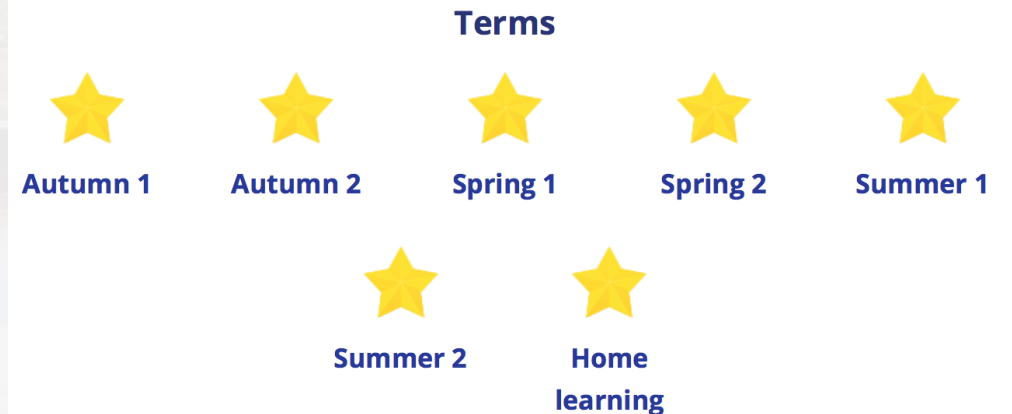 Terms
Autumn 1
Autumn 2
Spring 1
Spring 2
Summer 1
Summer 2
Home
learning